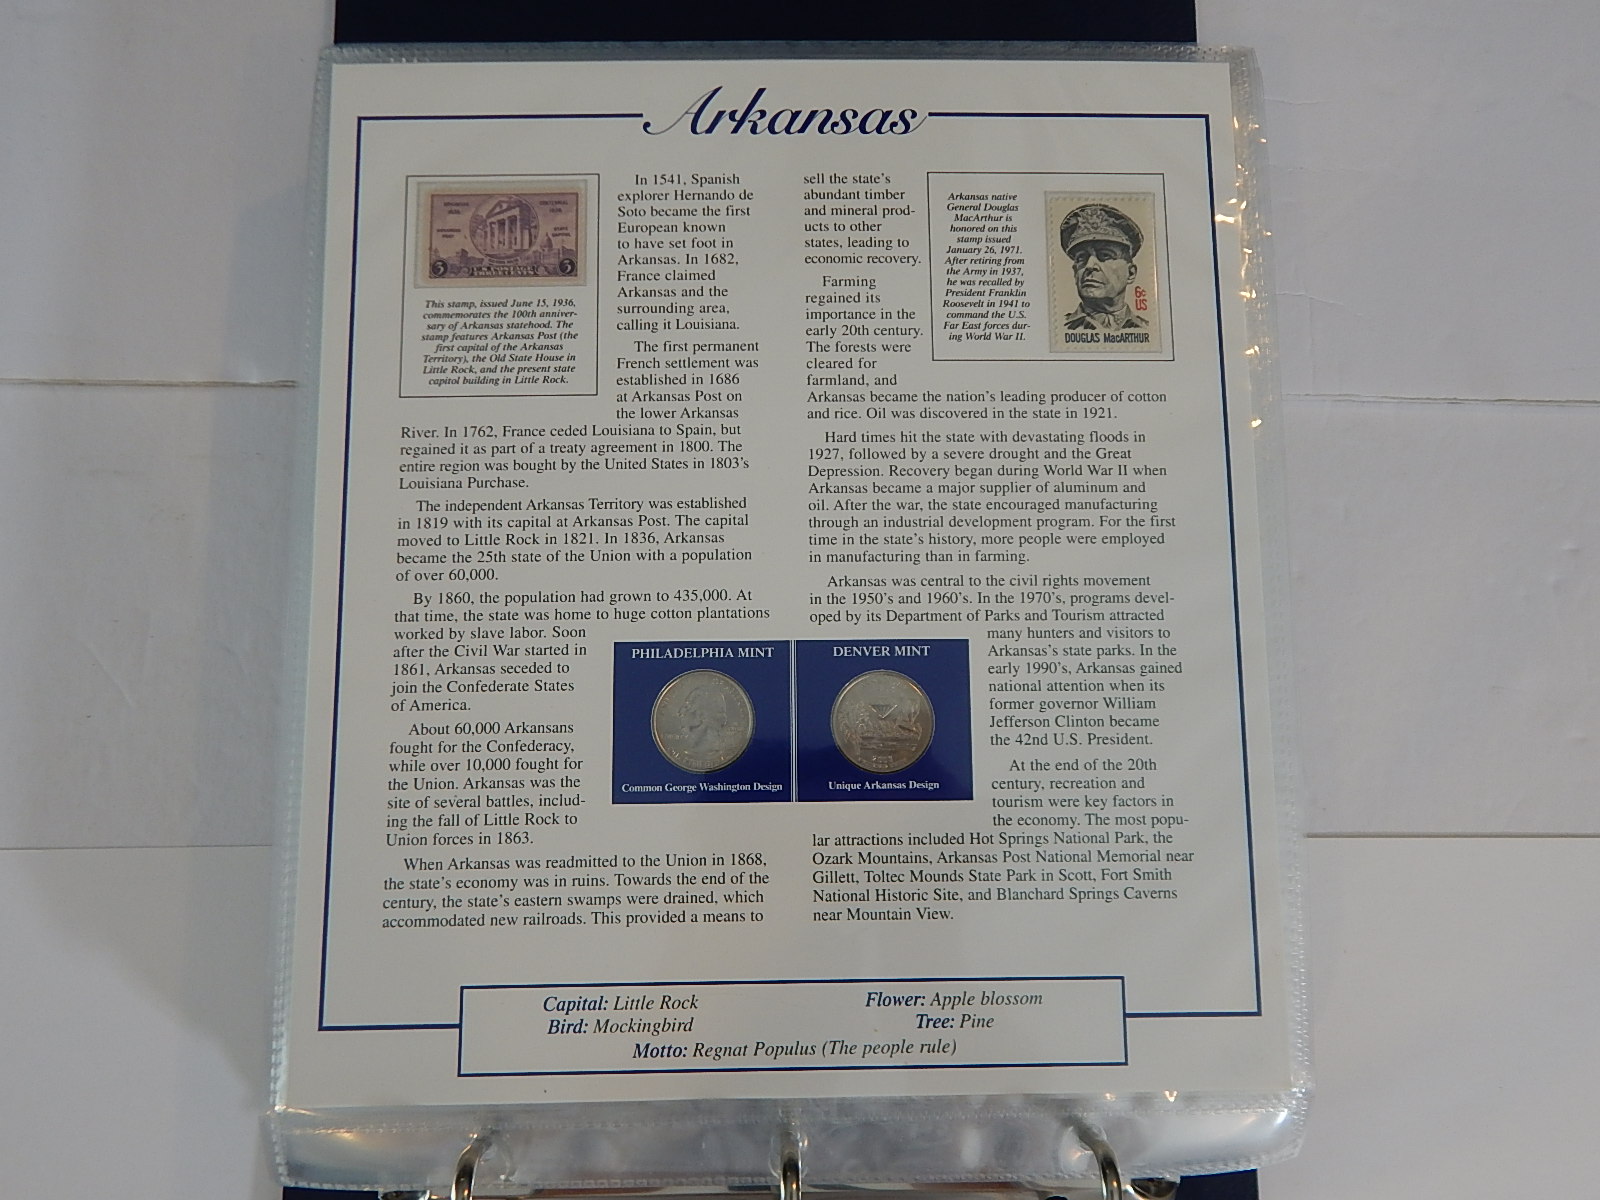 Arkansas
ARKANSAS
1836
CENTENNIAL
1936
ARKANSAS
POST
STATE
CAPITOL
3
U.S. POSTAGE
THREE CENTS
3
This stamp, issued June 15, 1936,
commemorates the 100th anniver-
sary of Arkansas statehood. The
stamp features Arkansas Post (the
first capital of the Arkansas
Territory), the Old State House in
Little Rock, and the present state
capitol building in Little Rock.
In 1541, Spanish
explorer Hernando de
Soto became the first
European known
to have set foot in
Arkansas. In 1682,
France claimed
Arkansas and the
surrounding area,
calling it Louisiana.
The first permanent
French settlement was
established in 1686
at Arkansas Post on
the lower Arkansas
River. In 1762, France ceded Louisiana to Spain, but
regained it as part of a treaty agreement in 1800. The
entire region was bought by the United States in 1803's
Louisiana Purchase.
The independent Arkansas Territory was established
in 1819 with its capital at Arkansas Post. The capital
moved to Little Rock in 1821. In 1836, Arkansas
became the 25th state of the Union with a population
of over 60,000.
By 1860, the population had grown to 435,000. At
that time, the state was home to huge cotton plantations
worked by slave labor. Soon
after the Civil War started in
1861, Arkansas seceded to
join the Confederate States
of America.
About 60,000 Arkansans
fought for the Confederacy,
while over 10,000 fought for
the Union. Arkansas was the
site of several battles, includ-
ing the fall of Little Rock to
Union forces in 1863.
When Arkansas was readmitted to the Union in 1868,
the state's economy was in ruins. Towards the end of the
century, the state's eastern swamps were drained, which
accommodated new railroads. This provided a means to
sell the state's
abundant timber
and mineral prod-
ucts to other
states, leading to
economic recovery.
Farming
regained its
importance in the
early 20th century.
The forests were
cleared for
farmland, and
Arkansas became the nation's leading producer of cotton
and rice. Oil was discovered in the state in 1921.
Arkansas native
General Douglas
MacArthur is
honored on this
stamp issued
January 26, 1971.
After retiring from
the Army in 1937,
he was recalled by
President Franklin
Roosevelt in 1941 to
command the U.S.
Far East forces dur-
ing World War II.
6¢
US
DOUGLAS MacARTHUR
Hard times hit the state with devastating floods in
1927, followed by a severe drought and the Great
Depression. Recovery began during World War II when
Arkansas became a major supplier of aluminum and
oil. After the war, the state encouraged manufacturing
through an industrial development program. For the first
time in the state's history, more people were employed
in manufacturing than in farming.
Arkansas was central to the civil rights movement
in the 1950's and 1960's. In the 1970's, programs devel-
oped by its Department of Parks and Tourism attracted
many hunters and visitors to
Arkansas's state parks. In the
early 1990's, Arkansas gained
national attention when its
former governor William
Jefferson Clinton became
the 42nd U.S. President.
At the end of the 20th
century, recreation and
tourism were key factors in
the economy. The most popu-
lar attractions included Hot Springs National Park, the
Ozark Mountains, Arkansas Post National Memorial near
Gillett, Toltec Mounds State Park in Scott, Fort Smith
National Historic Site, and Blanchard Springs Caverns
near Mountain View.
PHILADELPHIA MINT
Common George Washington Design
DENVER MINT
Unique Arkansas Design
Capital: Little Rock
Flower: Apple blossom
Bird: Mockingbird
Tree: Pine
Motto: Regnat Populus (The people rule)